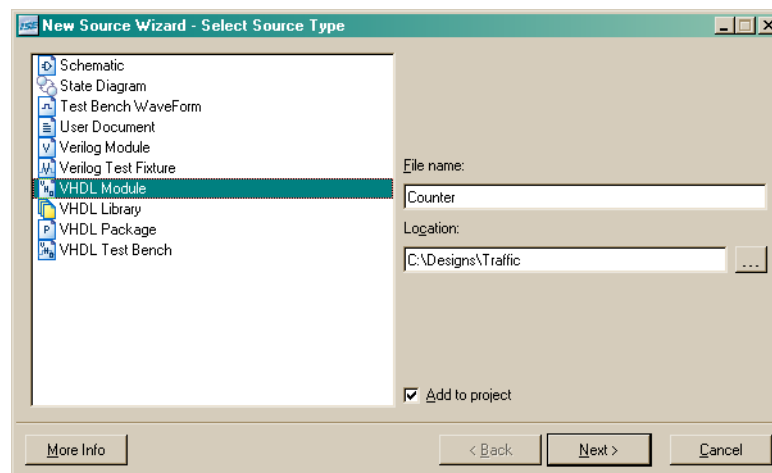 ISE New Source Wizard - Select Source Type
Schematic
State Diagram
Test Bench WaveForm
User Document
Verilog Module
Verilog Test Fixture
VHDL Module
VHDL Library
VHDL Package
VHDL Test Bench
File name:
Counter
Location:
C:\Designs\Traffic
...
Add to project
More Info
< Back
Next >
Cancel